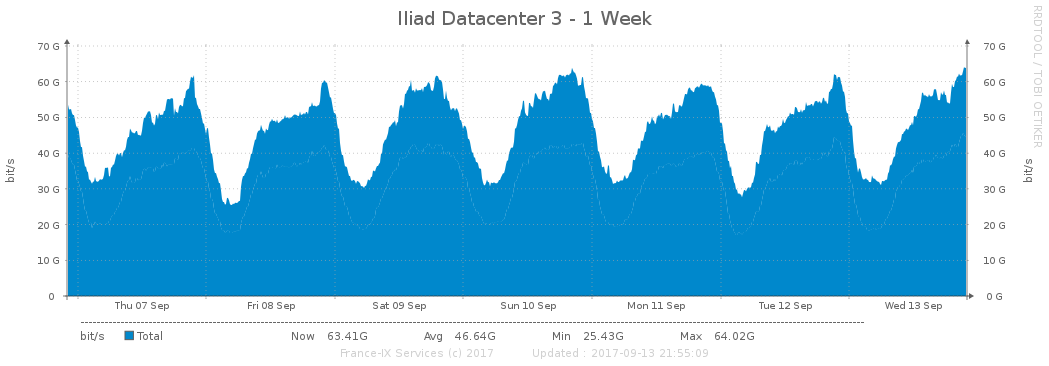 Iliad Datacenter 3 - 1 Week
RRDTOOL / TOBI OETIKER
70 G 70 G
60 G 60 G
50 G 50 G
40 G 40 G
30 G 30 G
20 G 20 G
10 G 10 G
0 0 G
bit/s bit/s
Thu 07 Sep Fri 08 Sep Sat 09 Sep Sun 10 Sep Mon 11 Sep Tue 12 Sep Wed 13 Sep
bit/s Total Now 63.41G Avg 46.64G Min 25.43G Max 64.02G
France-IX Services (c) 2017 Updated : 2017-09-13 21:55:09